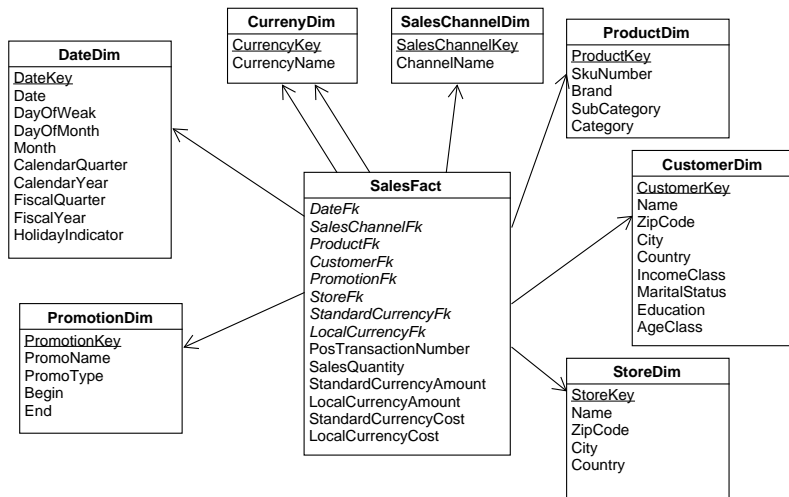 CurrenyDim
CurrencyKey
CurrencyName
SalesChannelDim
SalesChannelKey
ChannelName
ProductDim
ProductKey
SkuNumber
Brand
SubCategory
Category
DateDim
DateKey
Date
DayOfWeak
DayOfMonth
Month
CalendarQuarter
CalendarYear
FiscalQuarter
FiscalYear
HolidayIndicator
SalesFact
DateFk
SalesChannelFk
ProductFk
CustomerFk
PromotionFk
StoreFk
StandardCurrencyFk
LocalCurrencyFk
PosTransactionNumber
SalesQuantity
StandardCurrencyAmount
LocalCurrencyAmount
StandardCurrencyCost
LocalCurrencyCost
CustomerDim
CustomerKey
Name
ZipCode
City
Country
IncomeClass
MaritalStatus
Education
AgeClass
PromotionDim
PromotionKey
PromoName
PromoType
Begin
End
StoreDim
StoreKey
Name
ZipCode
City
Country